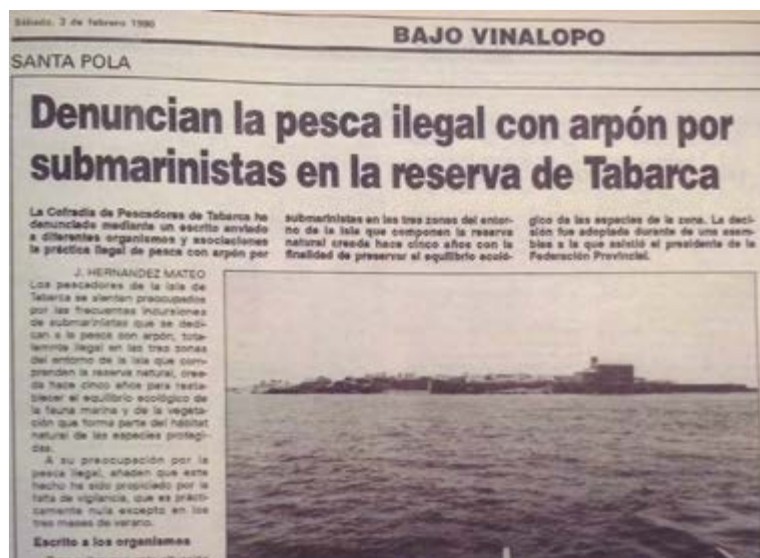 Sábado, 3 de febrero 1990
BAJO VINALOPO
SANTA POLA
Denuncian la pesca ilegal con arpón por
submarinistas en la reserva de Tabarca
La Cofradía de Pescadores de Tabarca ha
denunciado mediante un escrito enviado
a diferentes organismos y asociaciones
la práctica ilegal de pesca con arpón por
submarinistas en las tres zonas del entor-
no de la isla que componen la reserva
natural creada hace cinco años con la
finalidad de preservar el equilibrio ecoló-
gico de las especies de la zona. La deci-
sión fue adoptada durante de una asam-
blea a la que asistió el presidente de la
Federación Provincial.
J. HERNANDEZ MATEO
Los pescadores de la isla de
Tabarca se sienten preocupados
por las frecuentes incursiones
de submarinistas que se dedi-
can a la pesca con arpón, tota-
lmente ilegal en las tres zonas
del entorno de la isla que com-
prenden la reserva natural, crea-
da hace cinco años para resta-
blecer el equilibrio ecológico de
la fauna marina y de la vegeta-
ción que forma parte del hábitat
natural de las especies protegi-
das.
A su preocupación por la
pesca ilegal, añaden que este
hecho ha sido propiciado por la
falta de vigilancia, que es prácti-
camente nula excepto en los
tres meses de verano.
Escrito a los organismos